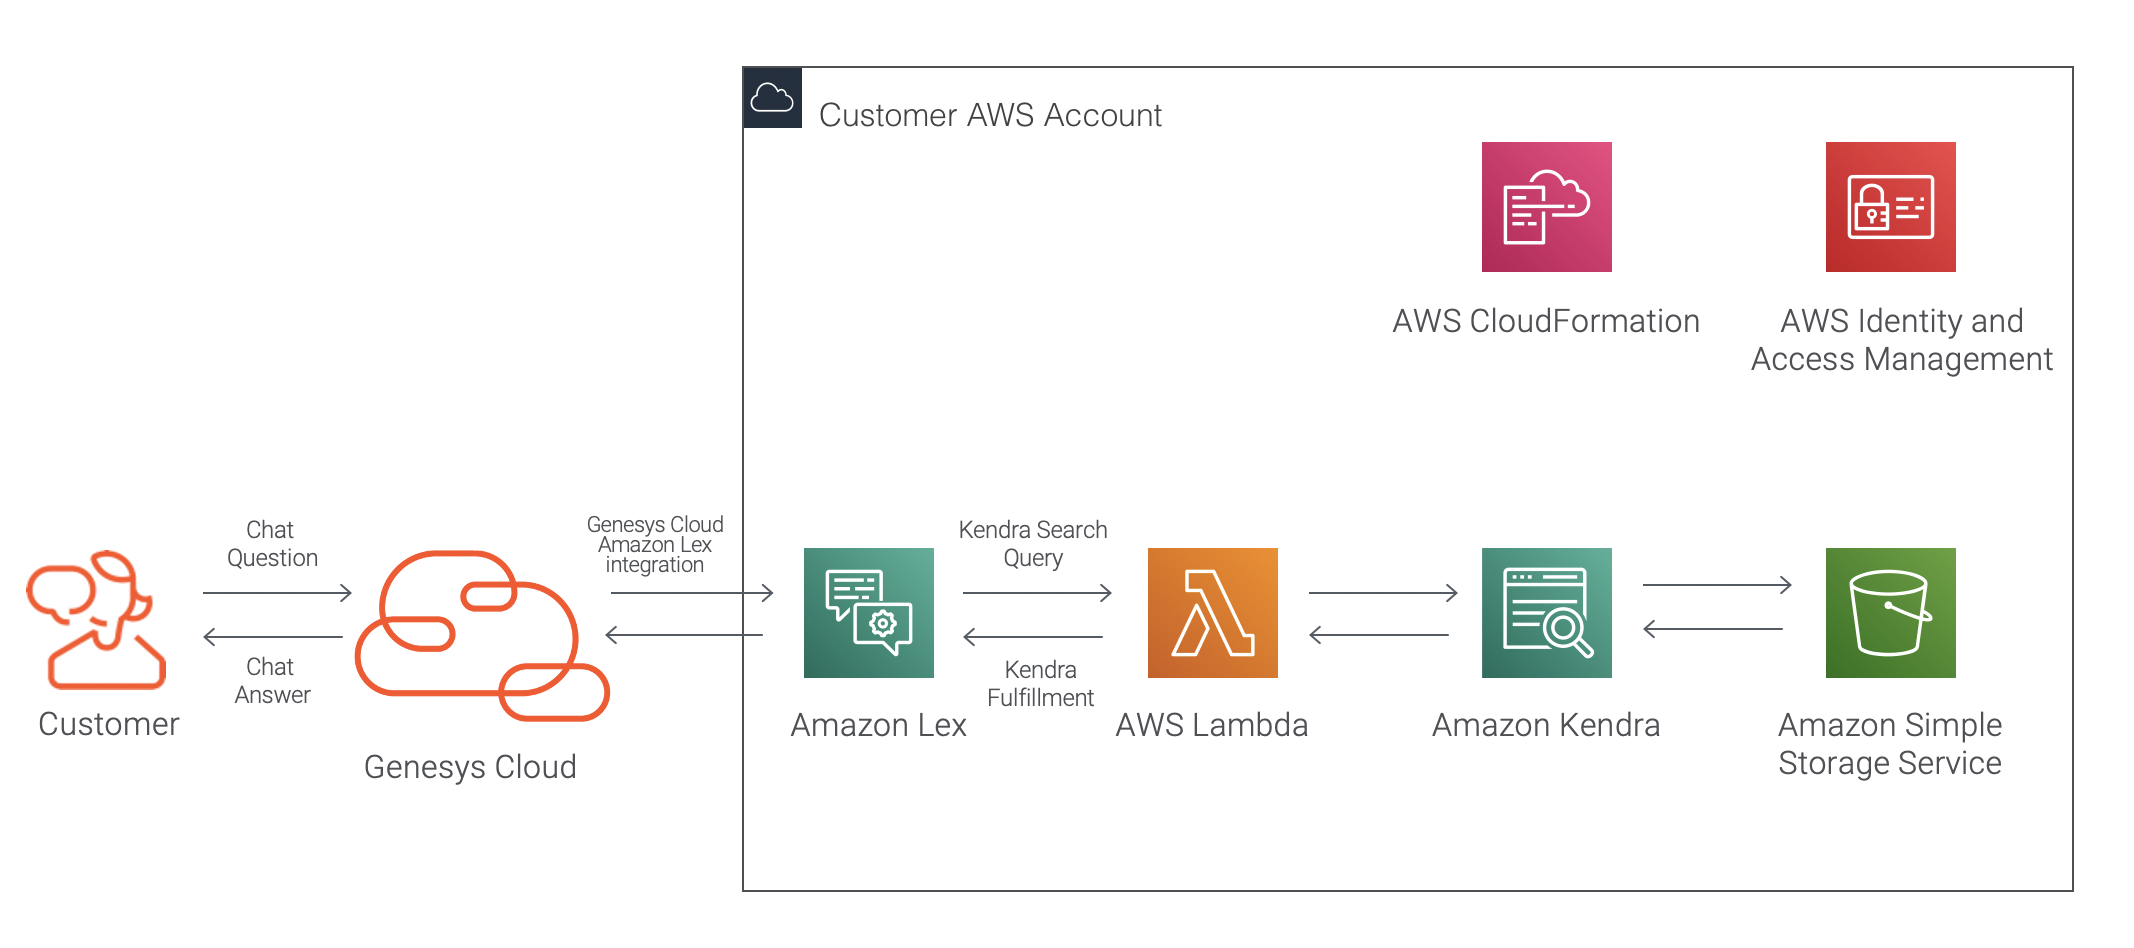 Customer AWS Account
AWS CloudFormation
AWS Identity and
Access Management
Chat
Question
Genesys Cloud
Amazon Lex
integration
Kendra Search
Query
Chat
Answer
Kendra
Fulfillment
Customer
Genesys Cloud
Amazon Lex
AWS Lambda
Amazon Kendra
Amazon Simple
Storage Service